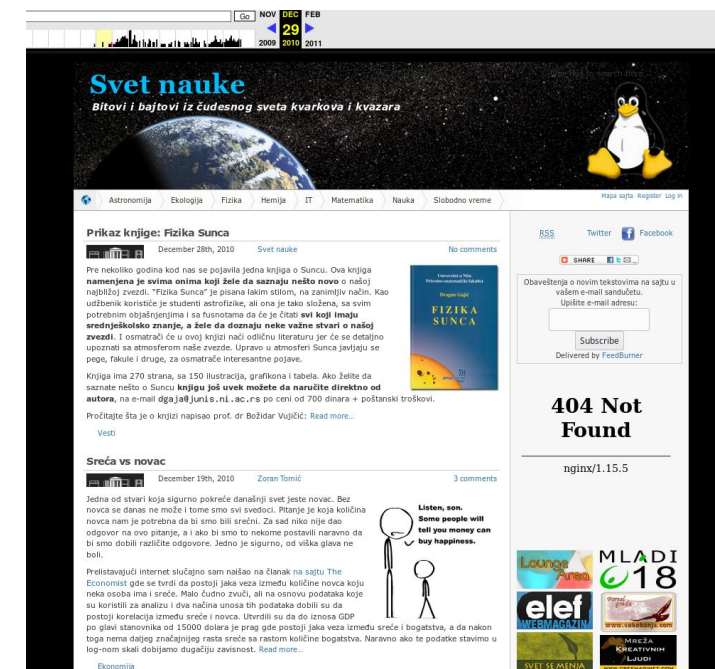 Go NOV DEC FEB
29
2009 2010 2011
Svet nauke
Bitovi i bajtovi iz čudesnog sveta kvarkova i kvazara
Mapa sajta Register Log in
Astronomija Ekologija Fizika Hemija IT Matematika Nauka Slobodno vreme
Prikaz knjige: Fizika Sunca
December 28th, 2010 Svet nauke No comments
Pre nekoliko godina kod nas se pojavila jedna knjiga o Suncu. Ova knjiga
namenjena je svima onima koji žele da saznaju nešto novo o našoj
najbližoj zvezdi. "Fizika Sunca" je pisana lakim stilom, na zanimljiv način. Kao
udžbenik koristiće je studenti astrofizike, ali ona je tako složena, sa svim
potrebnim objašnjenjima i sa fusnotama da će je čitati svi koji imaju
srednješkolsko znanje, a žele da doznaju neke važne stvari o našoj
zvezdi. I osmatrači će u ovoj knjizi naći odličnu literaturu jer će se detaljno
upoznati sa atmosferom naše zvezde. Upravo u atmosferi Sunca javljaju se
pege, fakule i druge, za osmatrače interesantne pojave.
Univerzitet u Nišu
Prirodno-matematički fakultet
Dragan Gajić
FIZIKA
SUNCA
Knjiga ima 270 strana, sa 150 ilustracija, grafikona i tabela. Ako želite da
saznate nešto o Suncu knjigu još uvek možete da naručite direktno od
autora, na e-mail dgaja@junis.ni.ac.rs po ceni od 700 dinara + poštanski troškovi.
Pročitajte šta je o knjizi napisao prof. dr Božidar Vujičić: Read more...
Vesti
Sreća vs novac
December 19th, 2010 Zoran Tomić 3 comments
Jedna od stvari koja sigurno pokreće današnji svet jeste novac. Bez
novca se danas ne može i tome smo svi svedoci. Pitanje je koja količina
novca nam je potrebna da bi smo bili srećni. Za sad niko nije dao
odgovor na ovo pitanje, a i ako bi smo to nekome postavili naravno da
bi smo dobili različite odgovore. Jedno je sigurno, od viška glava ne
boli.
Listen, son.
Some people will
tell you money can
buy happiness.
Prelistavajući internet slučajno sam naišao na članak na sajtu The
Economist gde se tvrdi da postoji jaka veza između količine novca koju
neka osoba ima i sreće. Malo čudno zvuči, ali na osnovu podataka koje
su koristili za analizu i dva načina unosa tih podataka dobili su da
postoji korelacija između sreće i novca. Utvrdili su da do iznosa GDP
po glavi stanovnika od 15000 dolara je prag gde postoji jaka veza između sreće i bogatstva, a da nakon
toga nema daljeg značajnijeg rasta sreće sa rastom količine bogatstva. Naravno ako te podatke stavimo u
log-nom skali dobijamo dugačiju zavisnost. Read more...
Ekonomija
RSS Twitter Facebook
SHARE
Obaveštenja o novim tekstovima na sajtu u
vašem e-mail sandučetu.
Upišite e-mail adresu:
Subscribe
Delivered by FeedBurner
404 Not
Found
nginx/1.15.5
Lounge
Area
MLADI
18
elef
WEBMAGAZIN
Portal
grada
www.sokobanja.com
SVET SE MENJA
MREŽA
KREATIVNIH
LJUDI